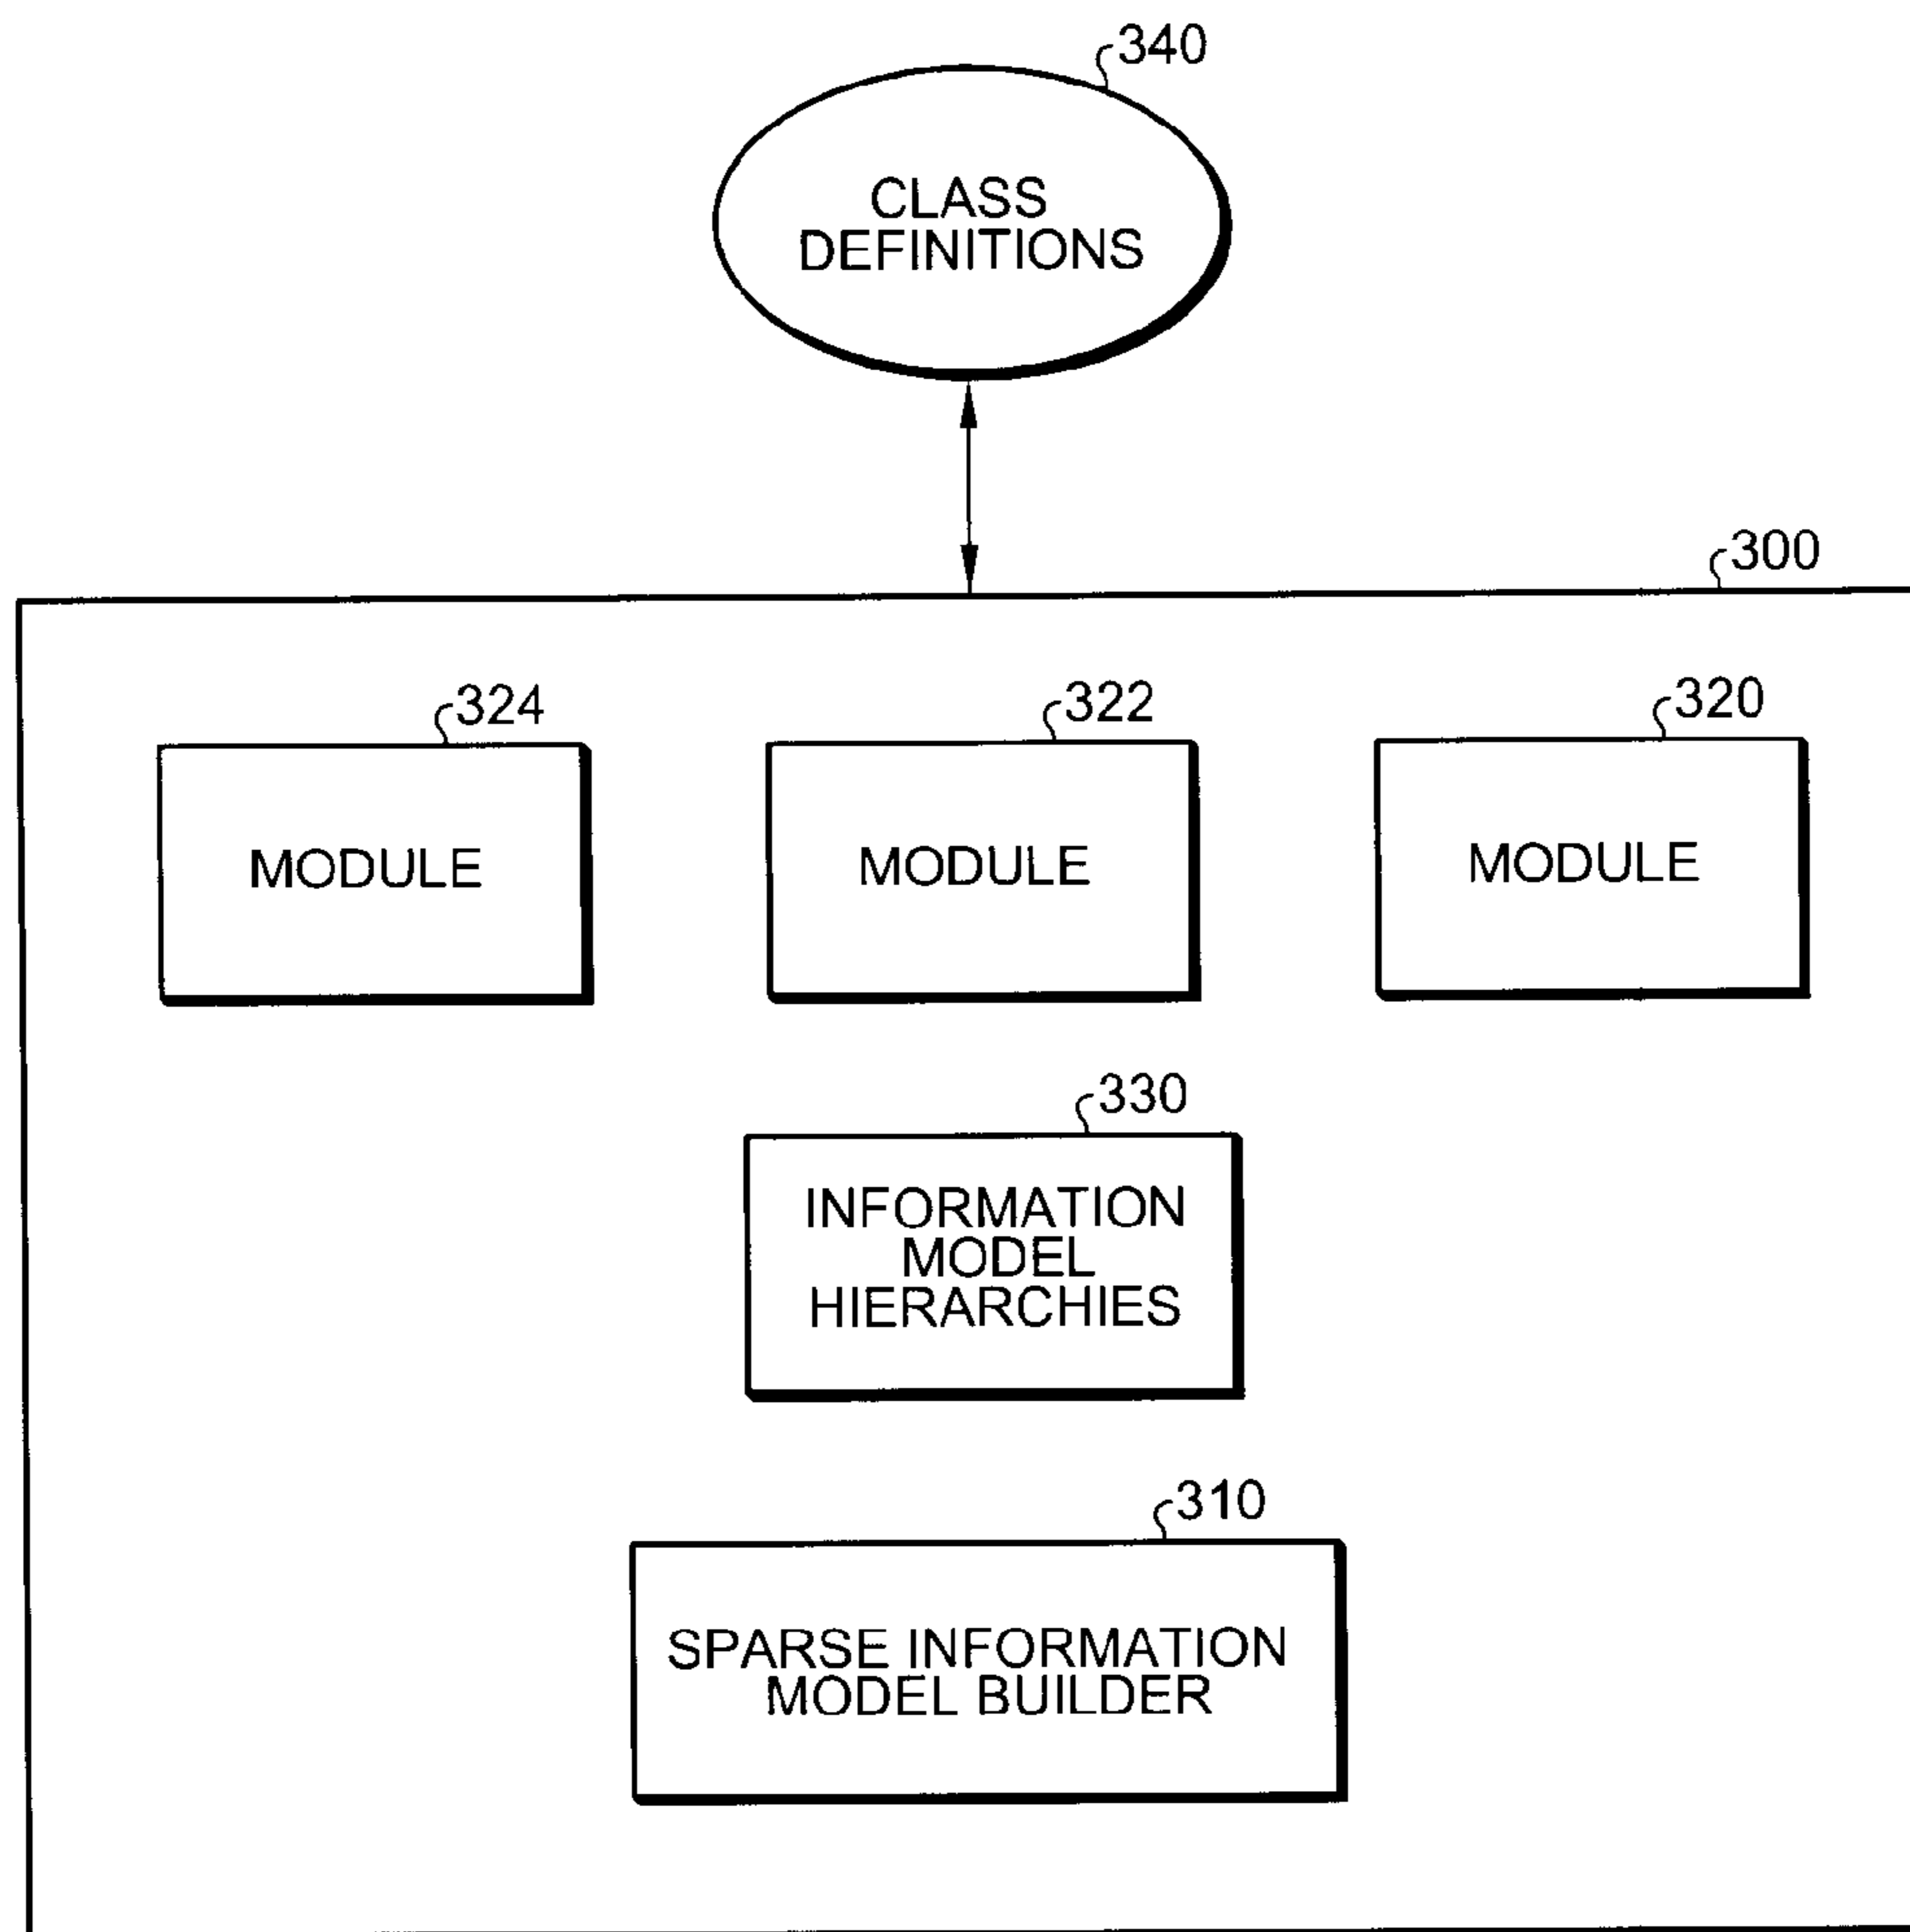 340
CLASS
DEFINITIONS
300
324
322
320
MODULE
MODULE
MODULE
330
INFORMATION
MODEL
HIERARCHIES
310
SPARSE INFORMATION
MODEL BUILDER